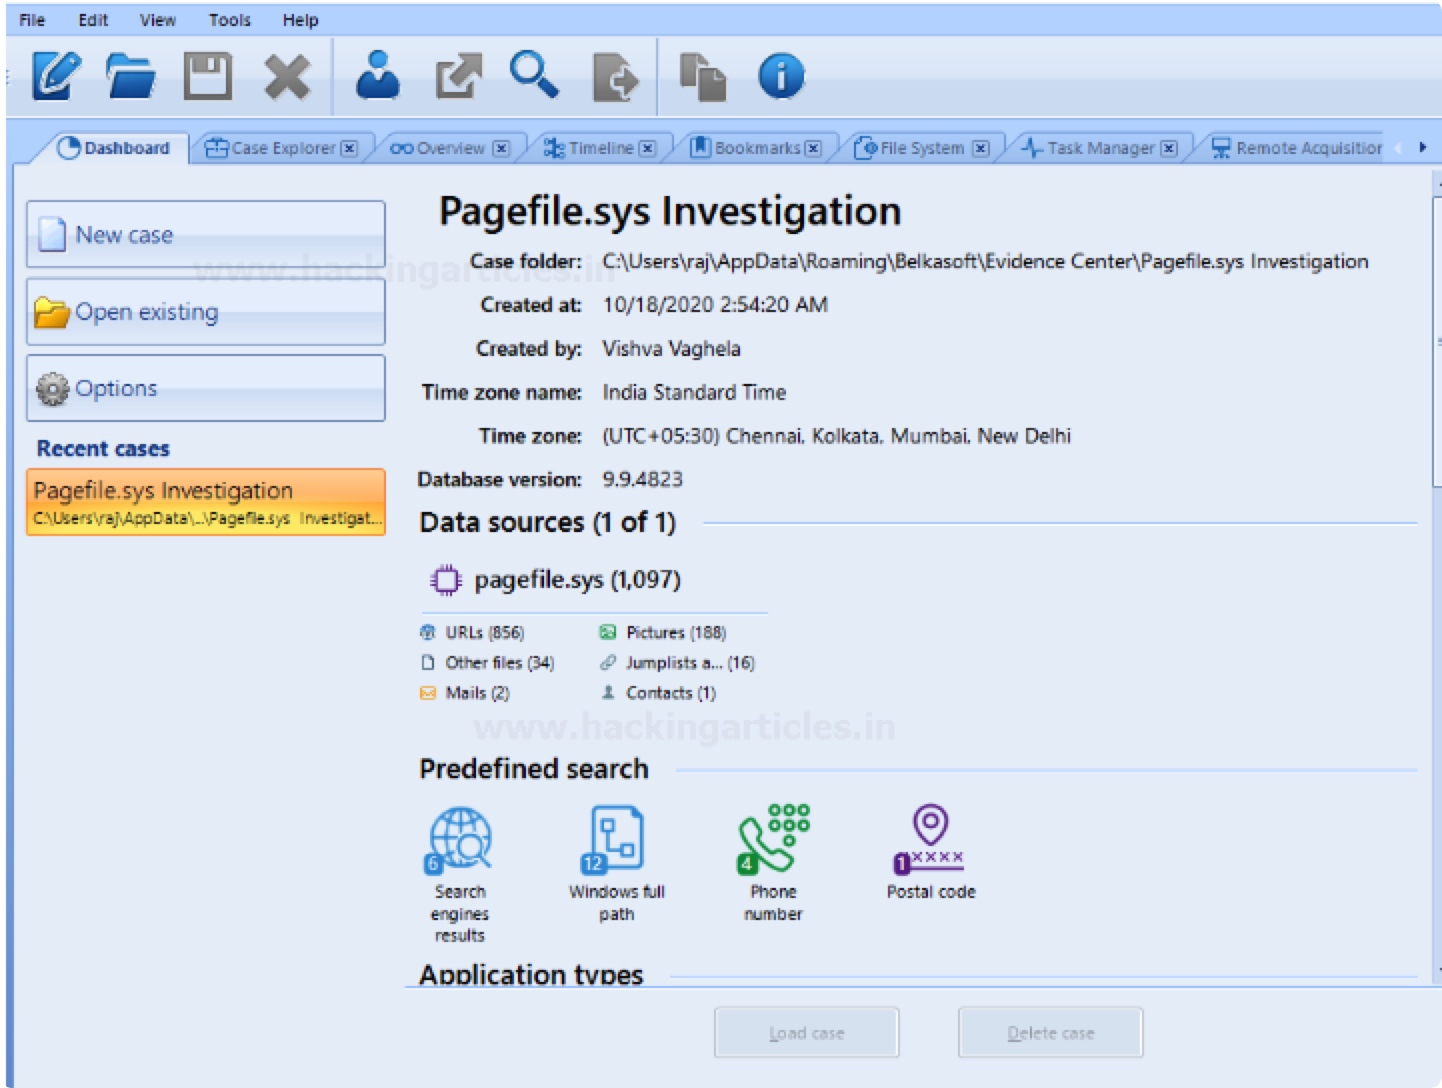 File Edit View Tools Help
Dashboard Case Explorer Overview Timeline Bookmarks File System Task Manager Remote Acquisition
New case
Open existing
Options
Recent cases
Pagefile.sys Investigation
C:\Users\raj\AppData\...\Pagefile.sys Investigat...
Pagefile.sys Investigation
www.hackingarticles.in
Case folder: C:\Users\raj\AppData\Roaming\Belkasoft\Evidence Center\Pagefile.sys Investigation
Created at: 10/18/2020 2:54:20 AM
Created by: Vishva Vaghela
Time zone name: India Standard Time
Time zone: (UTC+05:30) Chennai, Kolkata, Mumbai, New Delhi
Database version: 9.9.4823
Data sources (1 of 1)
pagefile.sys (1,097)
URLs (856) Pictures (188)
Other files (34) Jumplists a... (16)
Mails (2) Contacts (1)
www.hackingarticles.in
Predefined search
6 12 4 1 xxxx
Search engines results
Windows full path
Phone number
Postal code
Application types
Load case Delete case